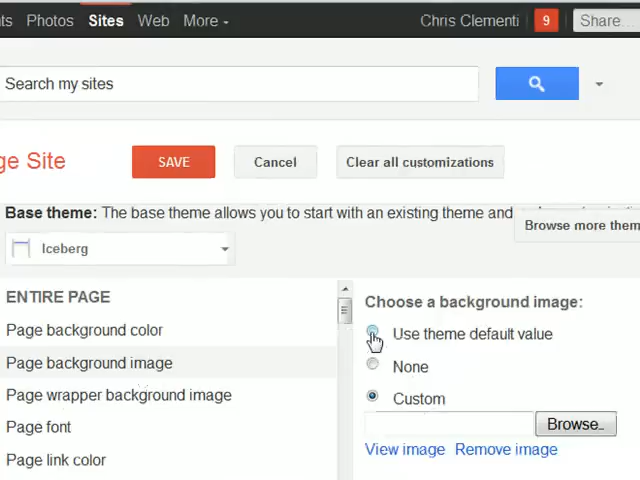 ts Photos Sites Web More Chris Clementi 9 Share...
Search my sites
ge Site SAVE Cancel Clear all customizations
Base theme: The base theme allows you to start with an existing theme and
Browse more them
Iceberg
ENTIRE PAGE
Page background color
Page background image
Page wrapper background image
Page font
Page link color
Choose a background image:
Use theme default value
None
Custom
Browse..
View image Remove image